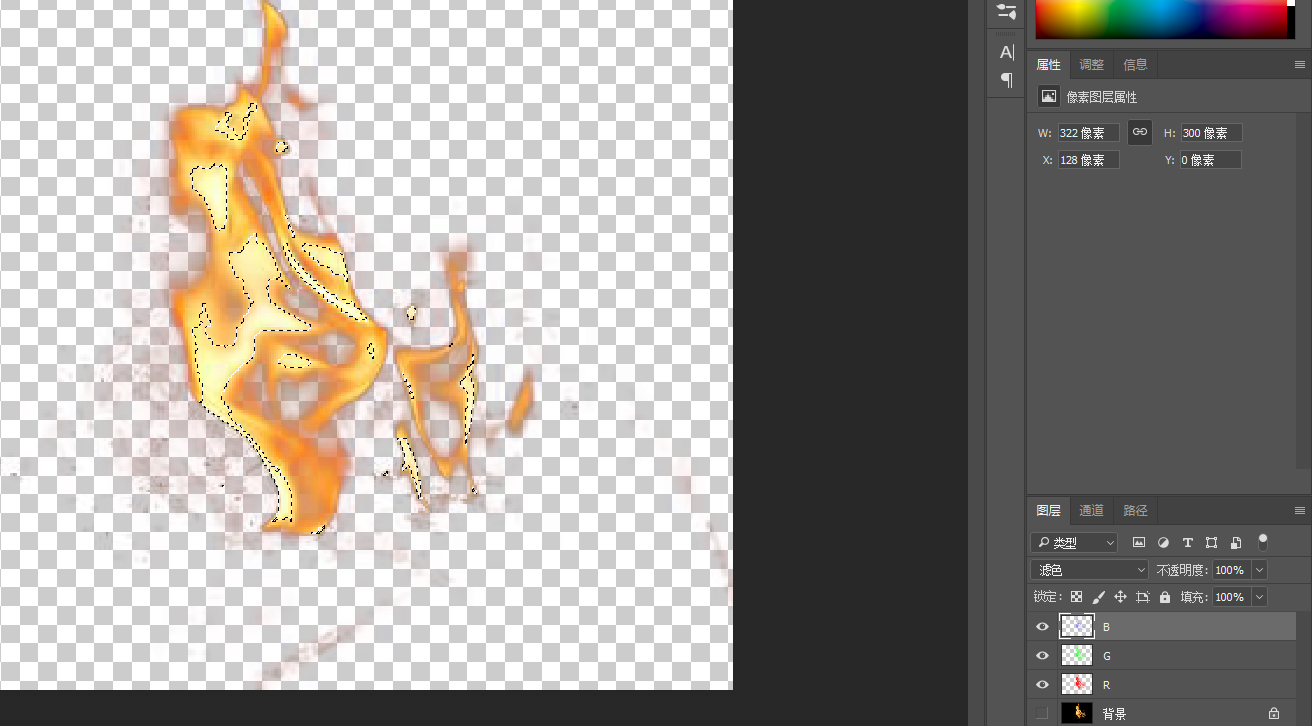 A|
属性 调整 信息
像素图层属性
W: 322 像素 H: 300 像素
X: 128 像素 Y: 0 像素
图层 通道 路径
类型 T
滤色 不透明度: 100%
锁定: 填充: 100%
B
G
R
背景